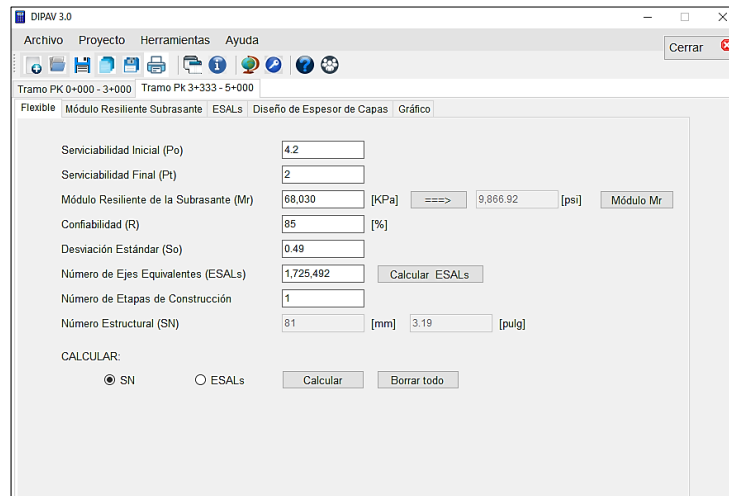 DIPAV 3.0
Archivo Proyecto Herramientas Ayuda
Cerrar
Tramo PK 0+000 - 3+000 Tramo Pk 3+333 - 5+000
Flexible Módulo Resiliente Subrasante ESALs Diseño de Espesor de Capas Gráfico
Serviciabilidad Inicial (Po) 4.2
Serviciabilidad Final (Pt) 2
Módulo Resiliente de la Subrasante (Mr) 68,030 [KPa] ===> 9,866.92 [psi] Módulo Mr
Confiabilidad (R) 85 [%]
Desviación Estándar (So) 0.49
Número de Ejes Equivalentes (ESALs) 1,725,492 Calcular ESALs
Número de Etapas de Construcción 1
Número Estructural (SN) 81 [mm] 3.19 [pulg]
CALCULAR:
SN ESALs Calcular Borrar todo